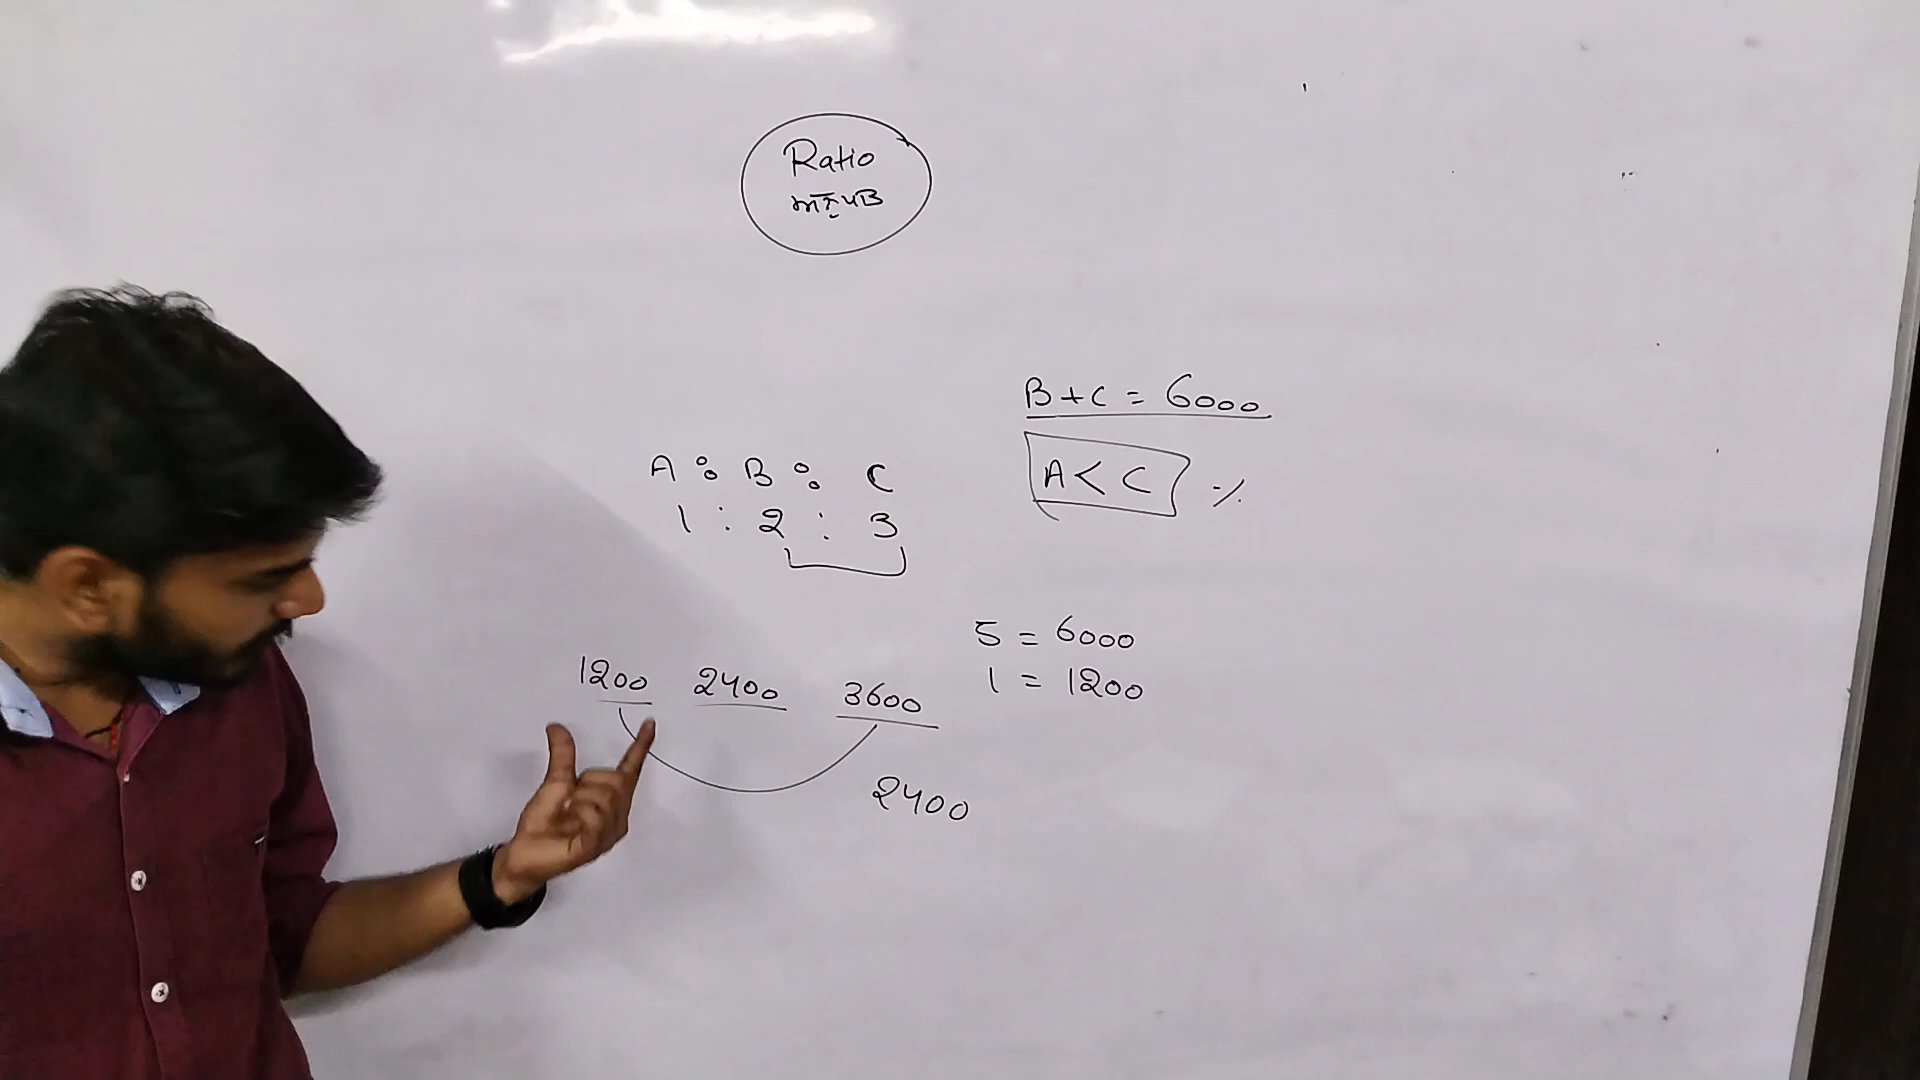 Ratio
B+C = 6000
A : B : C
A < C %
1 : 2 : 3
5 = 6000
1 = 1200
1200 2400 3600
2400